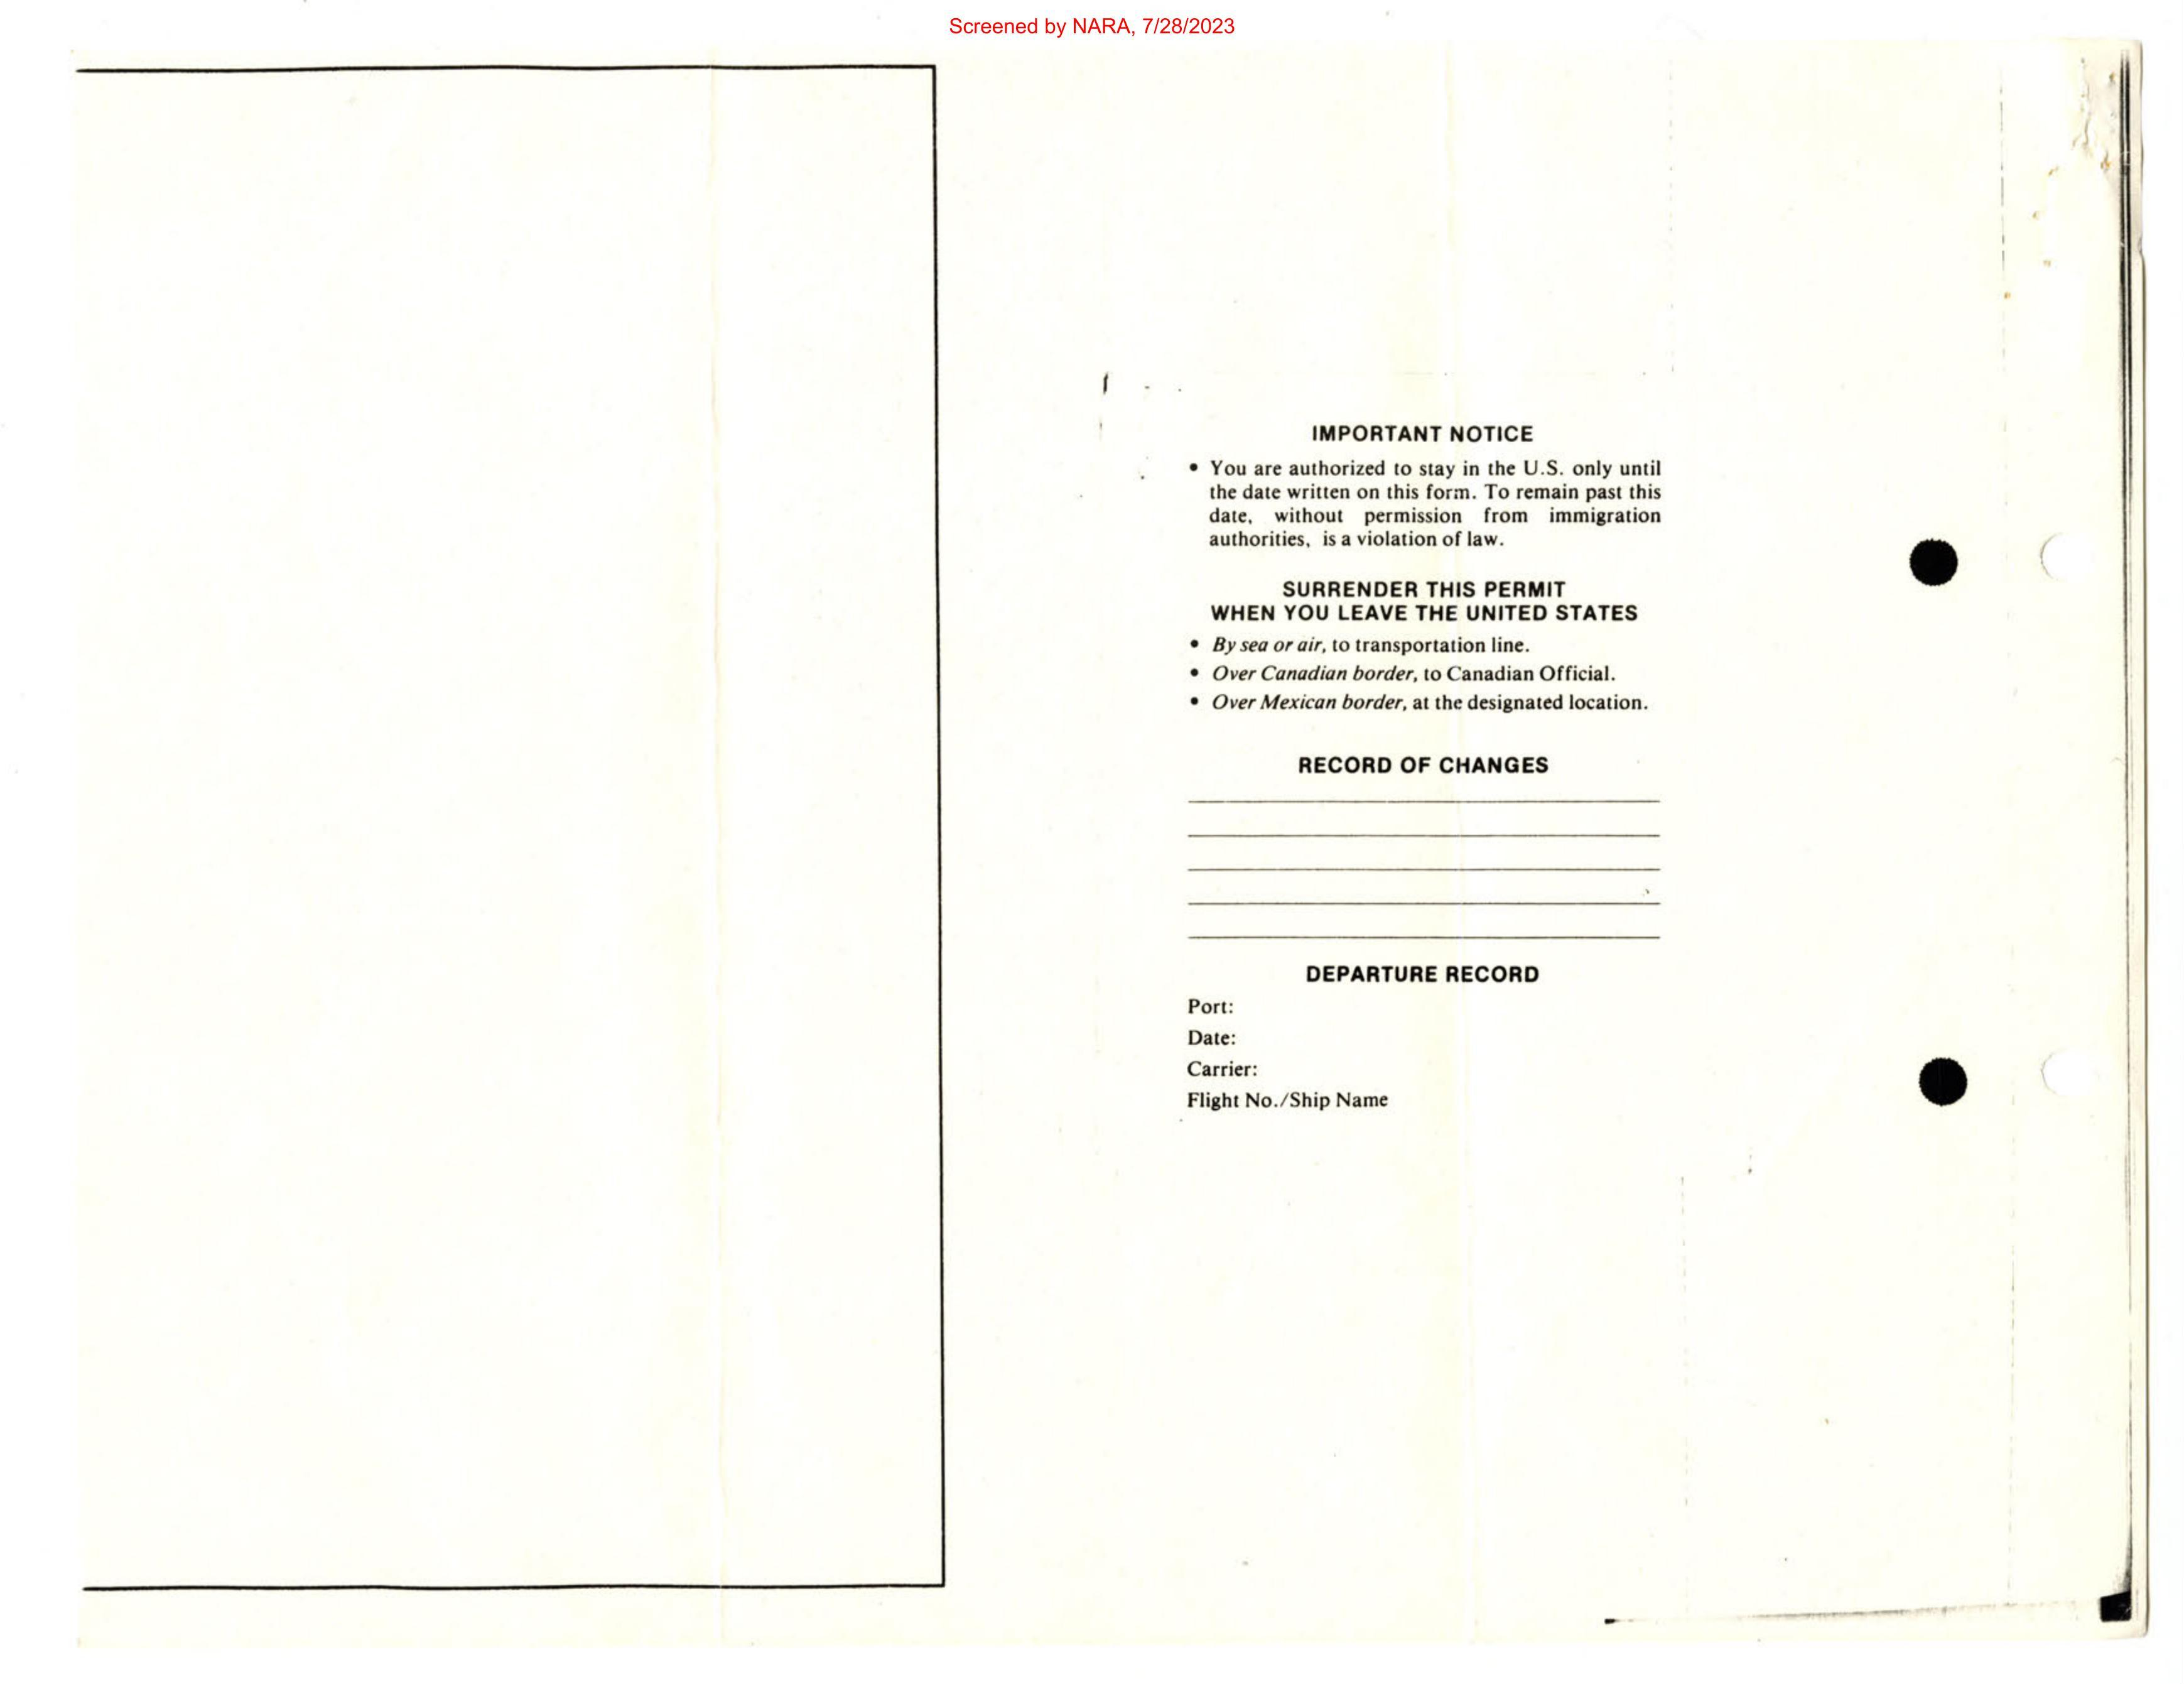 Screened by NARA, 7/28/2023
IMPORTANT NOTICE
• You are authorized to stay in the U.S. only until
the date written on this form. To remain past this
date, without permission from immigration
authorities, is a violation of law.
SURRENDER THIS PERMIT
WHEN YOU LEAVE THE UNITED STATES
• By sea or air, to transportation line.
• Over Canadian border, to Canadian Official.
• Over Mexican border, at the designated location.
RECORD OF CHANGES
DEPARTURE RECORD
Port:
Date:
Carrier:
Flight No./Ship Name